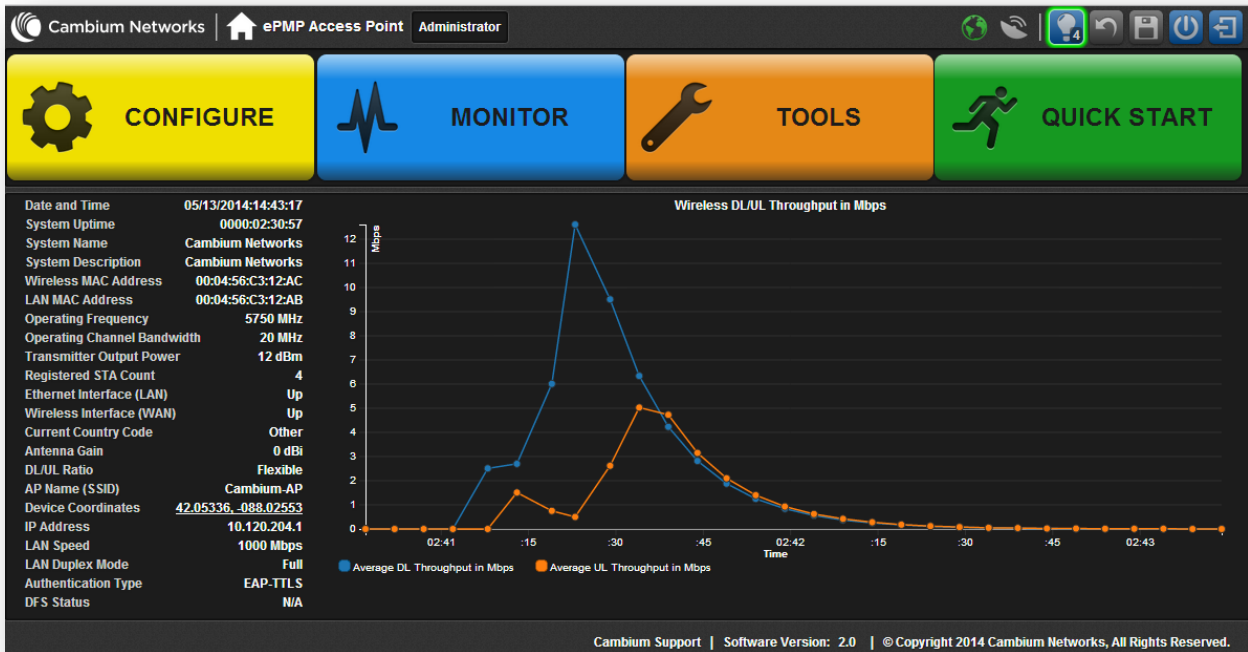 Cambium Networks | ePMP Access Point Administrator
4
CONFIGURE
MONITOR
TOOLS
QUICK START
Date and Time 05/13/2014:14:43:17
System Uptime 0000:02:30:57
System Name Cambium Networks
System Description Cambium Networks
Wireless MAC Address 00:04:56:C3:12:AC
LAN MAC Address 00:04:56:C3:12:AB
Operating Frequency 5750 MHz
Operating Channel Bandwidth 20 MHz
Transmitter Output Power 12 dBm
Registered STA Count 4
Ethernet Interface (LAN) Up
Wireless Interface (WAN) Up
Current Country Code Other
Antenna Gain 0 dBi
DL/UL Ratio Flexible
AP Name (SSID) Cambium-AP
Device Coordinates 42.05336, -088.02553
IP Address 10.120.204.1
LAN Speed 1000 Mbps
LAN Duplex Mode Full
Authentication Type EAP-TTLS
DFS Status N/A
Wireless DL/UL Throughput in Mbps
Mbps
12
11
10
9
8
7
6
5
4
3
2
1
0
02:41 :15 :30 :45 02:42 :15 :30 :45 02:43
Time
Average DL Throughput in Mbps Average UL Throughput in Mbps
Cambium Support | Software Version: 2.0 | © Copyright 2014 Cambium Networks, All Rights Reserved.